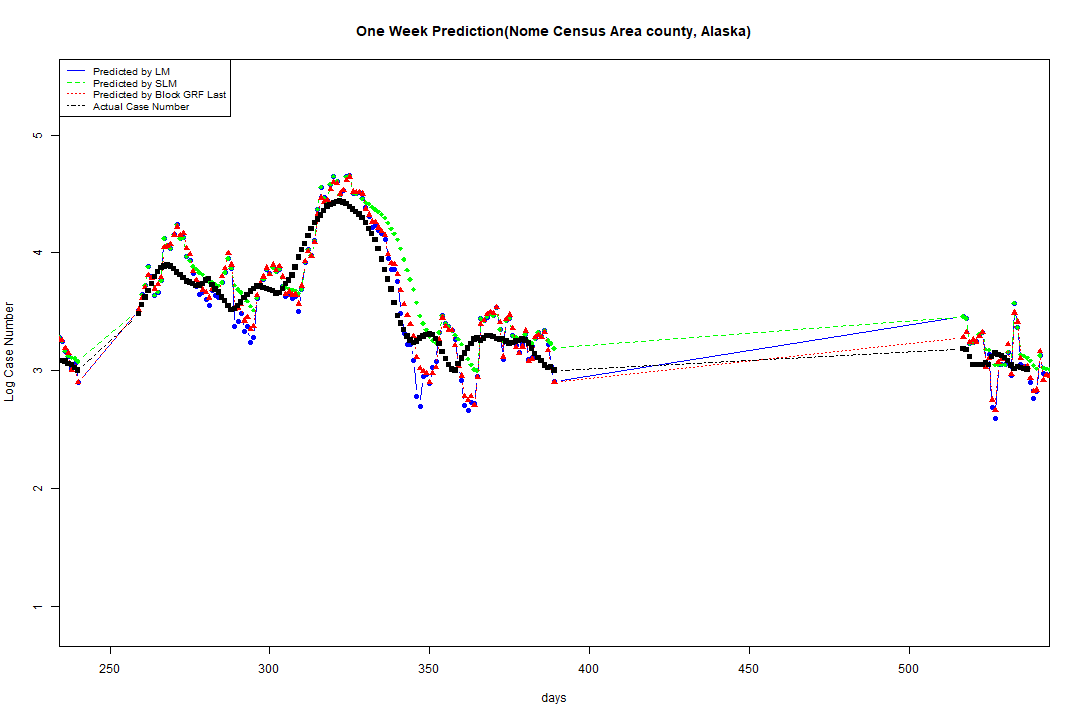 One Week Prediction(Nome Census Area county, Alaska)
Predicted by LM
Predicted by SLM
Predicted by Block GRF Last
Actual Case Number
Log Case Number
5
4
3
2
1
250 300 350 400 450 500
days